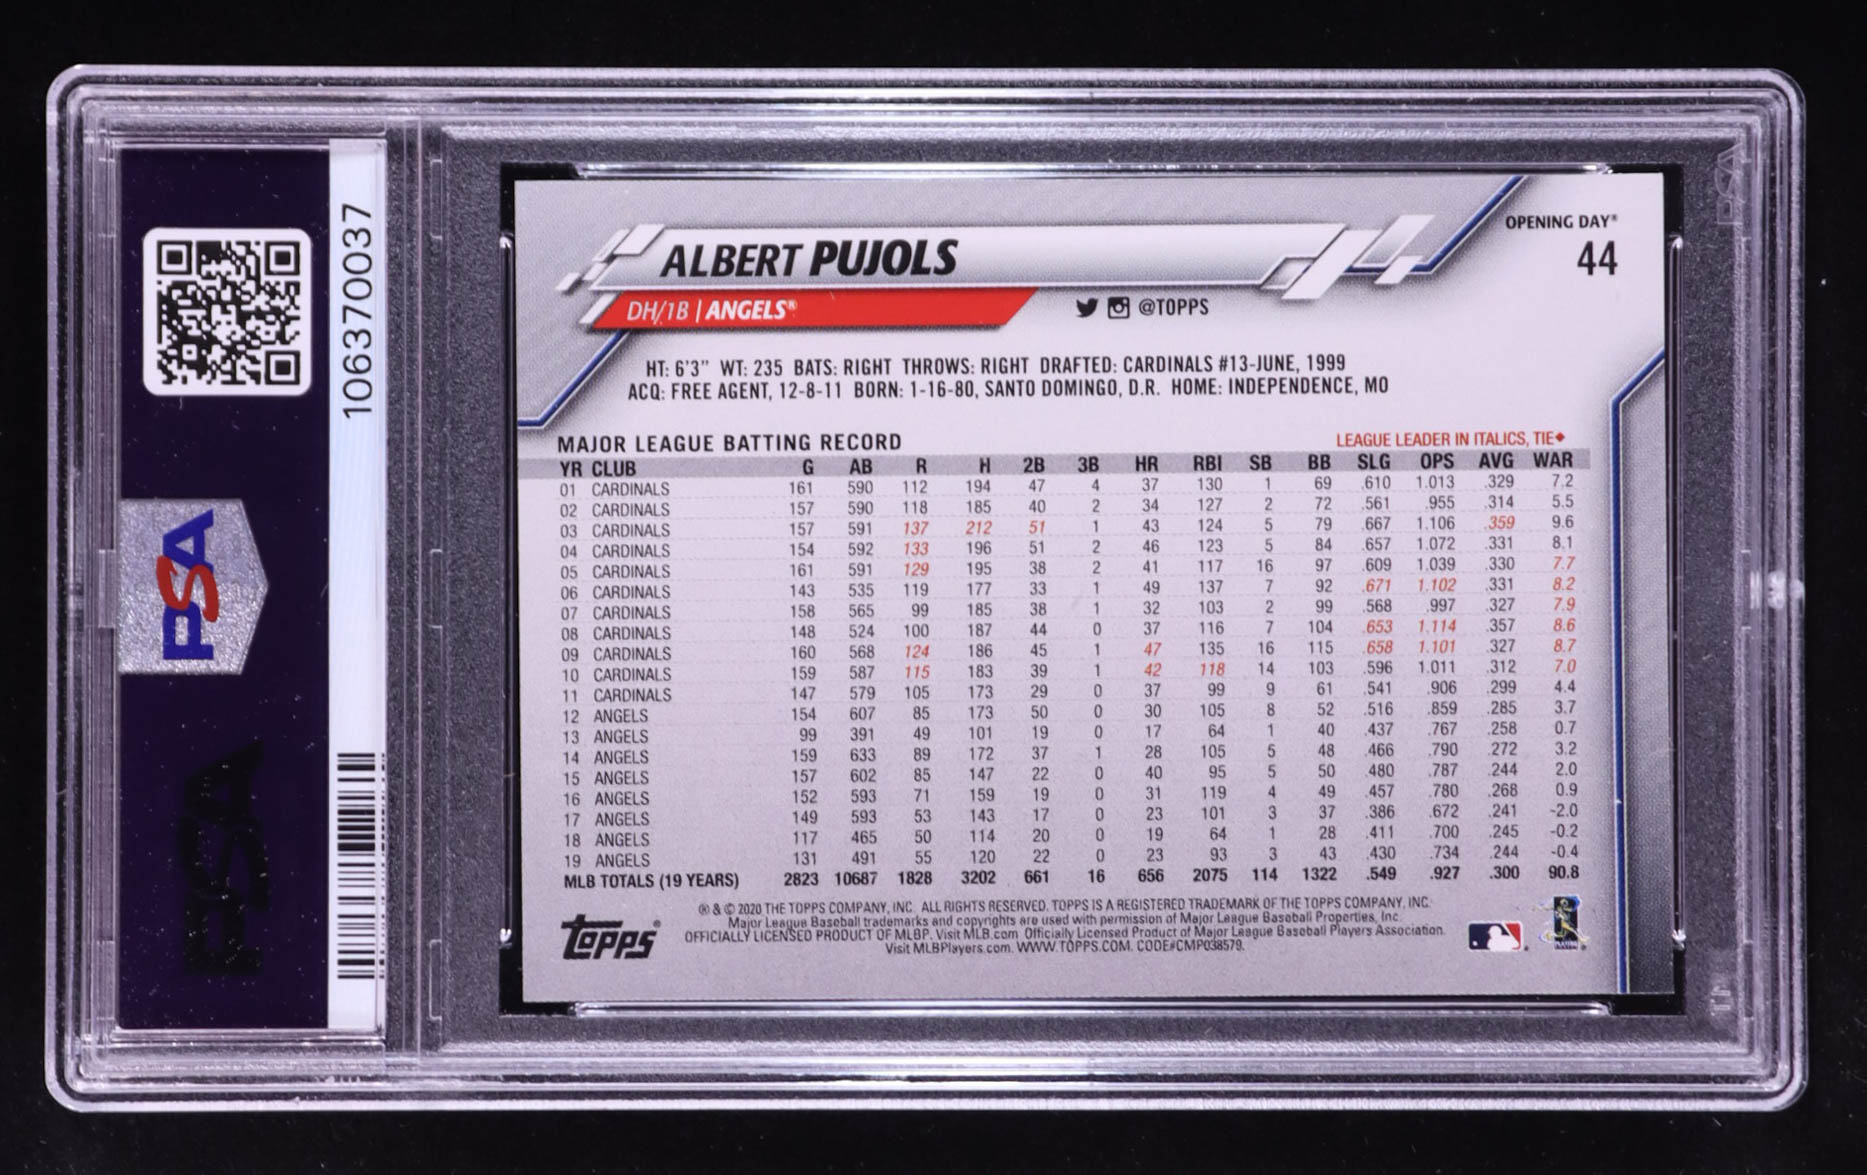 106370037
PSA
PSA
ALBERT PUJOLS
OPENING DAY®
44
DH/1B | ANGELS®
@TOPPS
HT: 6'3" WT: 235 BATS: RIGHT THROWS: RIGHT DRAFTED: CARDINALS #13-JUNE, 1999
ACQ: FREE AGENT, 12-8-11 BORN: 1-16-80, SANTO DOMINGO, D.R. HOME: INDEPENDENCE, MO
MAJOR LEAGUE BATTING RECORD LEAGUE LEADER IN ITALICS, TIE♦
YR CLUB G AB R H 2B 3B HR RBI SB BB SLG OPS AVG WAR
01 CARDINALS 161 590 112 194 47 4 37 130 1 69 .610 1.013 .329 7.2
02 CARDINALS 157 590 118 185 40 2 34 127 2 72 .561 .955 .314 5.5
03 CARDINALS 157 591 137 212 51 1 43 124 5 79 .667 1.106 .359 9.6
04 CARDINALS 154 592 133 196 51 2 46 123 5 84 .657 1.072 .331 8.1
05 CARDINALS 161 591 129 195 38 2 41 117 16 97 .609 1.039 .330 7.7
06 CARDINALS 143 535 119 177 33 1 49 137 7 92 .671 1.102 .331 8.2
07 CARDINALS 158 565 99 185 38 1 32 103 2 99 .568 .997 .327 7.9
08 CARDINALS 148 524 100 187 44 0 37 116 7 104 .653 1.114 .357 8.6
09 CARDINALS 160 568 124 186 45 1 47 135 16 115 .658 1.101 .327 8.7
10 CARDINALS 159 587 115 183 39 1 42 118 14 103 .596 1.011 .312 7.0
11 CARDINALS 147 579 105 173 29 0 37 99 9 61 .541 .906 .299 4.4
12 ANGELS 154 607 85 173 50 0 30 105 8 52 .516 .859 .285 3.7
13 ANGELS 99 391 49 101 19 0 17 64 1 40 .437 .767 .258 0.7
14 ANGELS 159 633 89 172 37 1 28 105 5 48 .466 .790 .272 3.2
15 ANGELS 157 602 85 147 22 0 40 95 5 50 .480 .787 .244 2.0
16 ANGELS 152 593 71 159 19 0 31 119 4 49 .457 .780 .268 0.9
17 ANGELS 149 593 53 143 17 0 23 101 3 37 .386 .672 .241 -2.0
18 ANGELS 117 465 50 114 20 0 19 64 1 28 .411 .700 .245 -0.2
19 ANGELS 131 491 55 120 22 0 23 93 3 43 .430 .734 .244 -0.4
MLB TOTALS (19 YEARS) 2823 10687 1828 3202 661 16 656 2075 114 1322 .549 .927 .300 90.8
® & © 2020 THE TOPPS COMPANY, INC. ALL RIGHTS RESERVED. TOPPS IS A REGISTERED TRADEMARK OF THE TOPPS COMPANY, INC.
Major League Baseball trademarks and copyrights are used with permission of Major League Baseball Properties, Inc.
OFFICIALLY LICENSED PRODUCT OF MLBP. Visit MLB.com Officially Licensed Product of Major League Baseball Players Association.
Visit MLBPlayers.com. WWW.TOPPS.COM. CODE#CMP038579.
Topps®
PSA